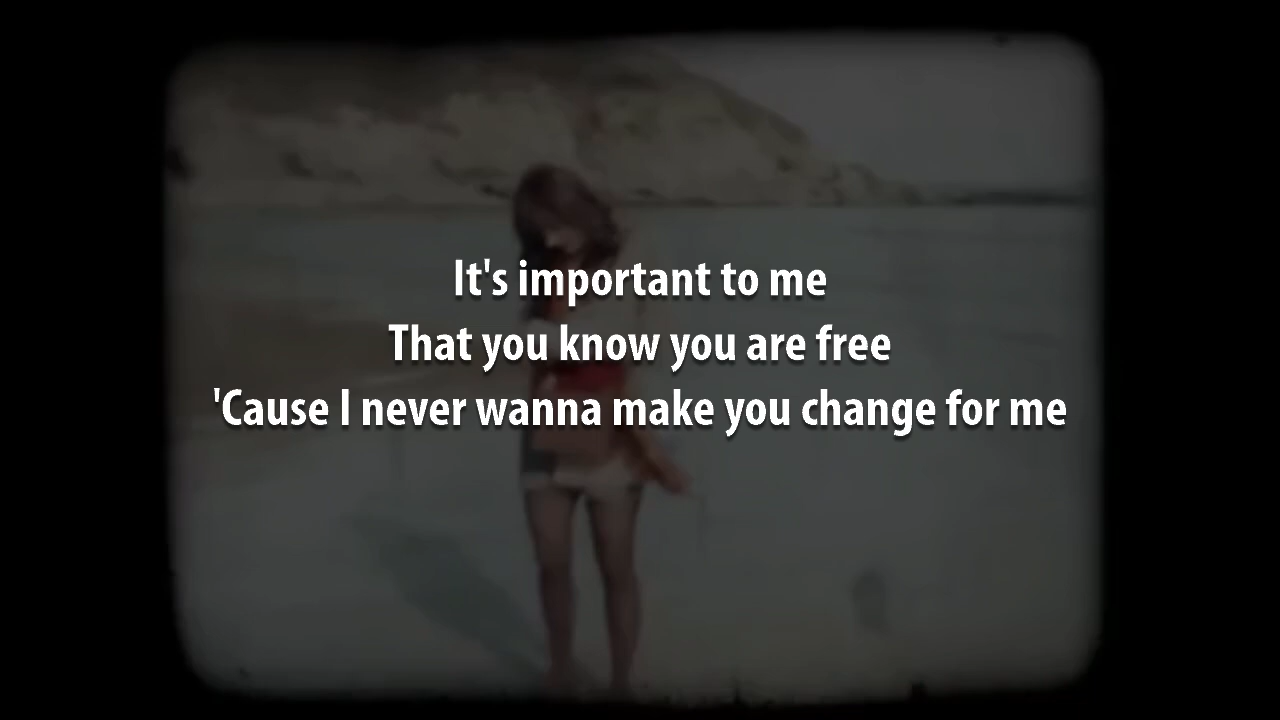 It's important to me
That you know you are free
'Cause I never wanna make you change for me